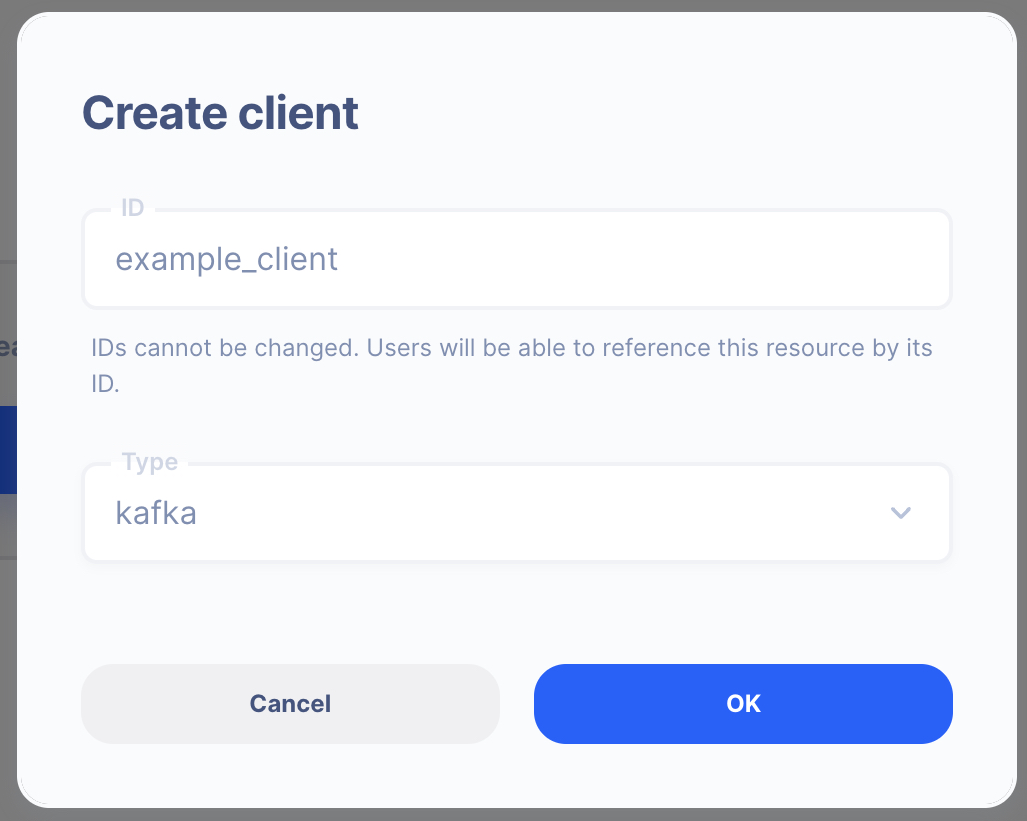 Create client
ID
example_client
IDs cannot be changed. Users will be able to reference this resource by its
ID.
Type
kafka
Cancel
OK